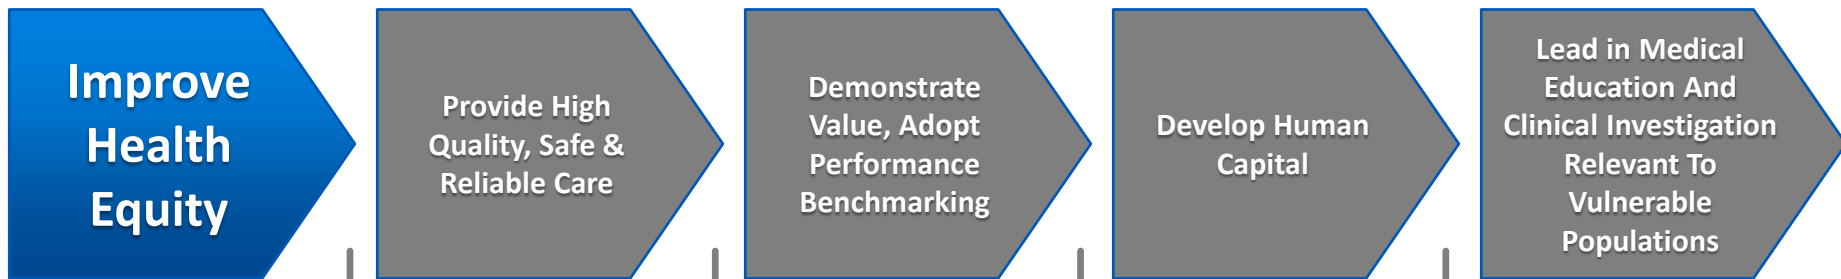 Improve
Health
Equity
Provide High
Quality, Safe &
Reliable Care
Demonstrate
Value, Adopt
Performance
Benchmarking
Develop Human
Capital
Lead in Medical
Education And
Clinical Investigation
Relevant To
Vulnerable
Populations